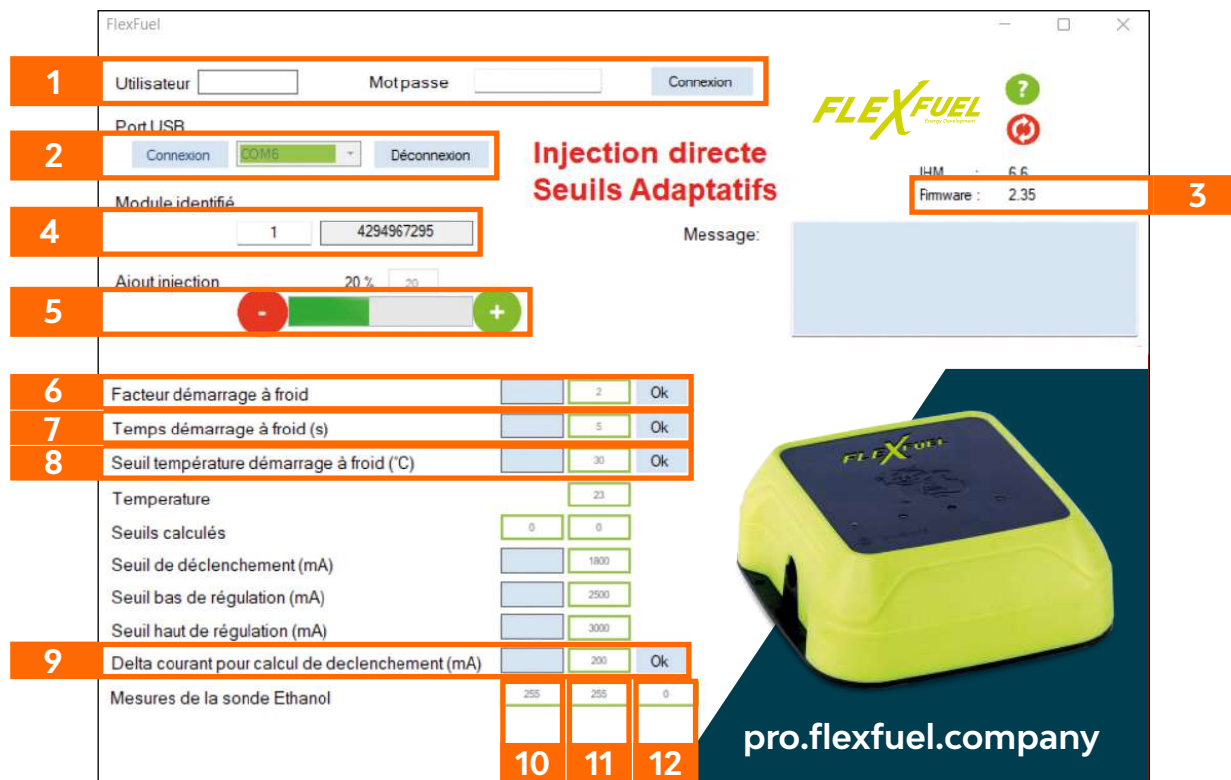 FlexFuel
1 Utilisateur Mot passe Connexion
FLEXFUEL
Energy Development
?
Port USB
2 Connexion COM6 Déconnexion
Injection directe
Seuils Adaptatifs
IHM : 6.6
Firmware : 2.35 3
Module identifié
4 1 4294967295
Message:
Ajout injection 20 % 20
5 - +
6 Facteur démarrage à froid 2 Ok
7 Temps démarrage à froid (s) 5 Ok
8 Seuil température démarrage à froid (°C) 30 Ok
Temperature 23
Seuils calculés 0 0
Seuil de déclenchement (mA) 1800
Seuil bas de régulation (mA) 2500
Seuil haut de régulation (mA) 3000
9 Delta courant pour calcul de declenchement (mA) 200 Ok
Mesures de la sonde Ethanol 255 255 0
10 11 12
FLEXFUEL
pro.flexfuel.company